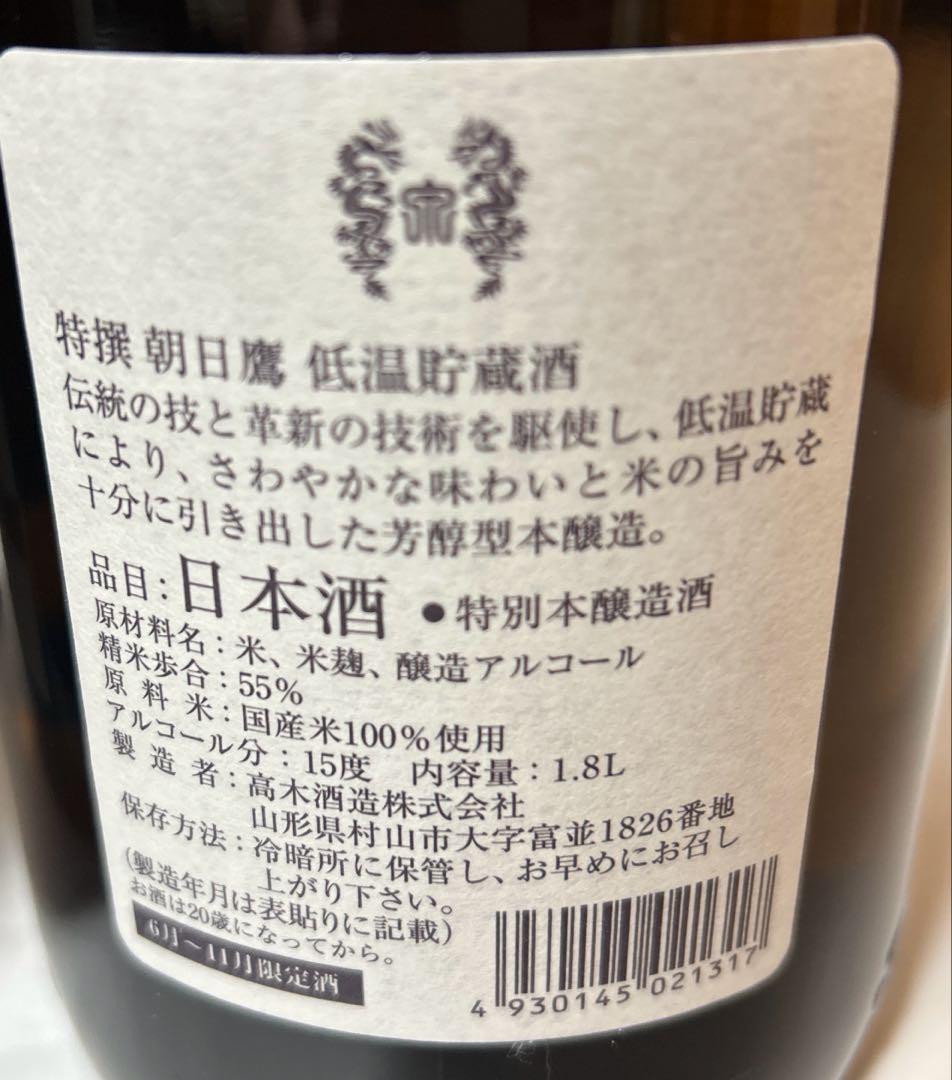 特撰 朝日鷹 低温貯蔵酒
伝統の技と革新の技術を駆使し、低温貯蔵
により、さわやかな味わいと米の旨みを
十分に引き出した芳醇型本醸造。
品目：日本酒 ●特別本醸造酒
原材料名：米、米麹、醸造アルコール
精米歩合：55%
原料米：国産米100％使用
アルコール分：15度 内容量：1.8L
製造者：高木酒造株式会社
山形県村山市大字富並1826番地
保存方法：冷暗所に保管し、お早めにお召し
上がり下さい。
(製造年月は表貼りに記載)
お酒は20歳になってから。
6月〜11月限定酒
4 930145 021317